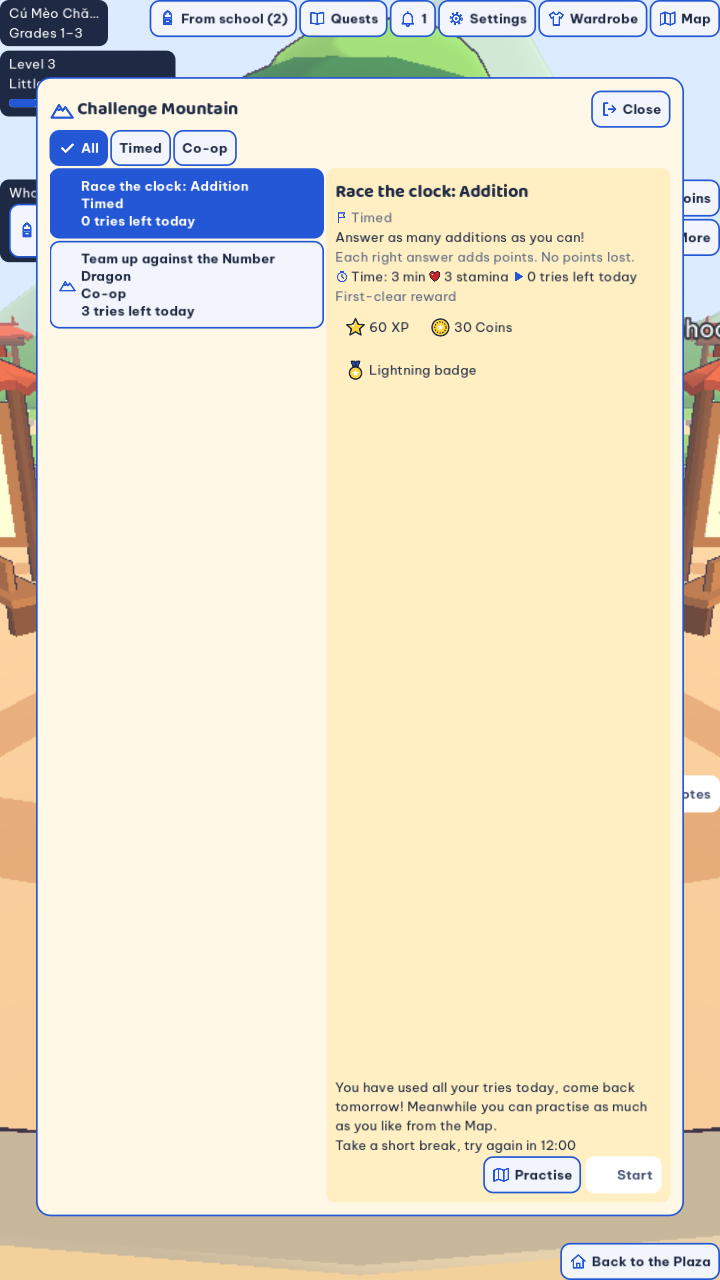 Cú Mèo Chă...
Grades 1–3
From school (2)
Quests
1
Settings
Wardrobe
Map
Level 3
Challenge Mountain
Close
All
Timed
Co-op
Race the clock: Addition
Timed
0 tries left today
Team up against the Number
Dragon
Co-op
3 tries left today
Race the clock: Addition
Timed
Answer as many additions as you can!
Each right answer adds points. No points lost.
Time: 3 min 3 stamina 0 tries left today
First-clear reward
60 XP 30 Coins
Lightning badge
You have used all your tries today, come back
tomorrow! Meanwhile you can practise as much
as you like from the Map.
Take a short break, try again in 12:00
Practise
Start
Back to the Plaza